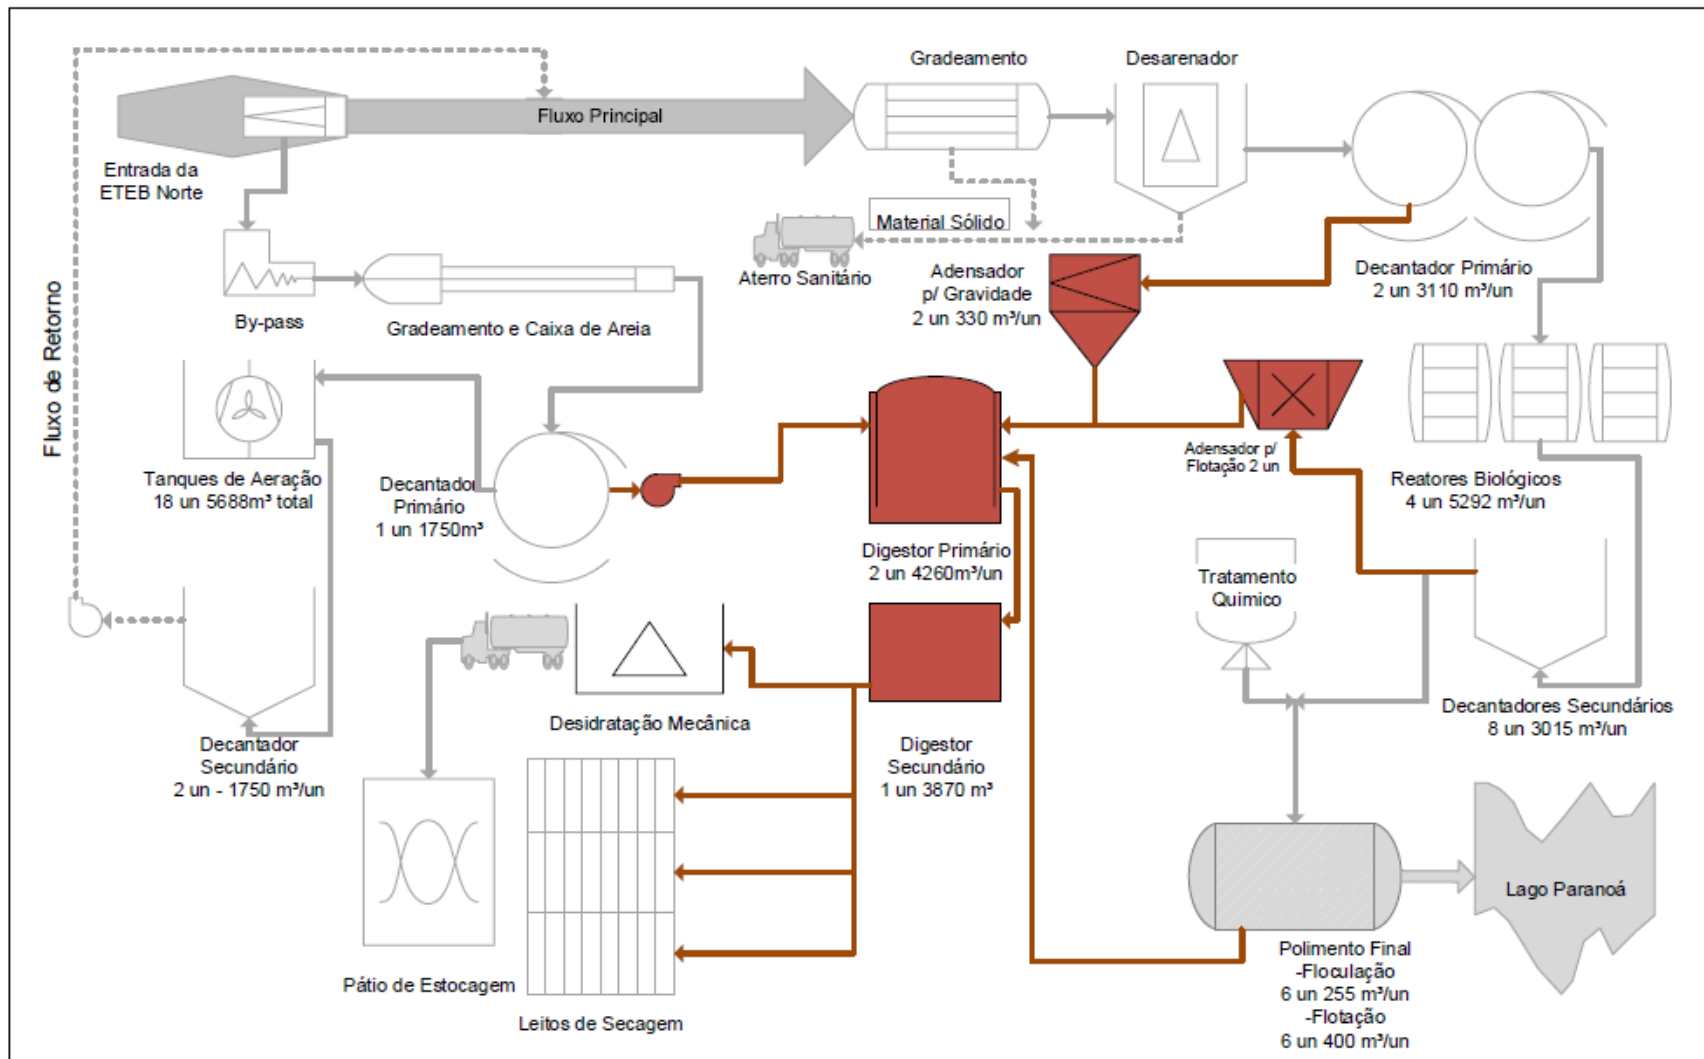 Gradeamento
Desarenador
Fluxo Principal
Entrada da
ETEB Norte
Material Sólido
Aterro Sanitário
Adensador
p/ Gravidade
2 un 330 m³/un
Decantador Primário
2 un 3110 m³/un
By-pass
Gradeamento e Caixa de Areia
Fluxo de Retorno
Tanques de Aeração
18 un 5688m³ total
Decantador
Primário
1 un 1750m³
Adensador p/
Flotação 2 un
Reatores Biológicos
4 un 5292 m³/un
Digestor Primário
2 un 4260m³/un
Tratamento
Quimico
Decantadores Secundários
8 un 3015 m³/un
Desidratação Mecânica
Decantador
Secundário
2 un - 1750 m³/un
Digestor
Secundário
1 un 3870 m³
Lago Paranoá
Pátio de Estocagem
Leitos de Secagem
Polimento Final
-Floculação
6 un 255 m³/un
-Flotação
6 un 400 m³/un